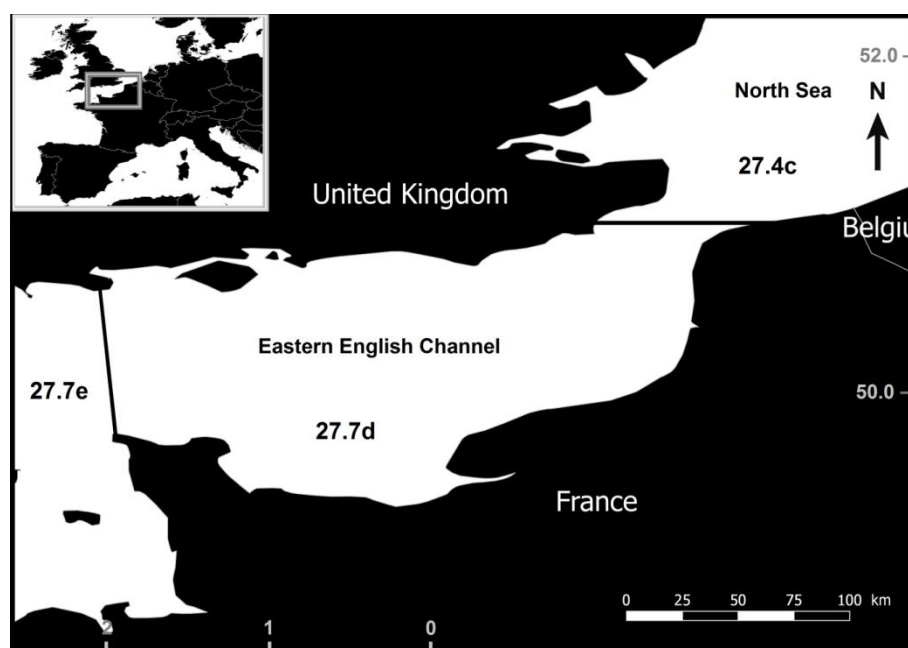 52.0
North Sea
N
27.4c
United Kingdom
Belgiu
Eastern English Channel
27.7e
50.0
27.7d
France
0 25 50 75 100 km
2 1 0